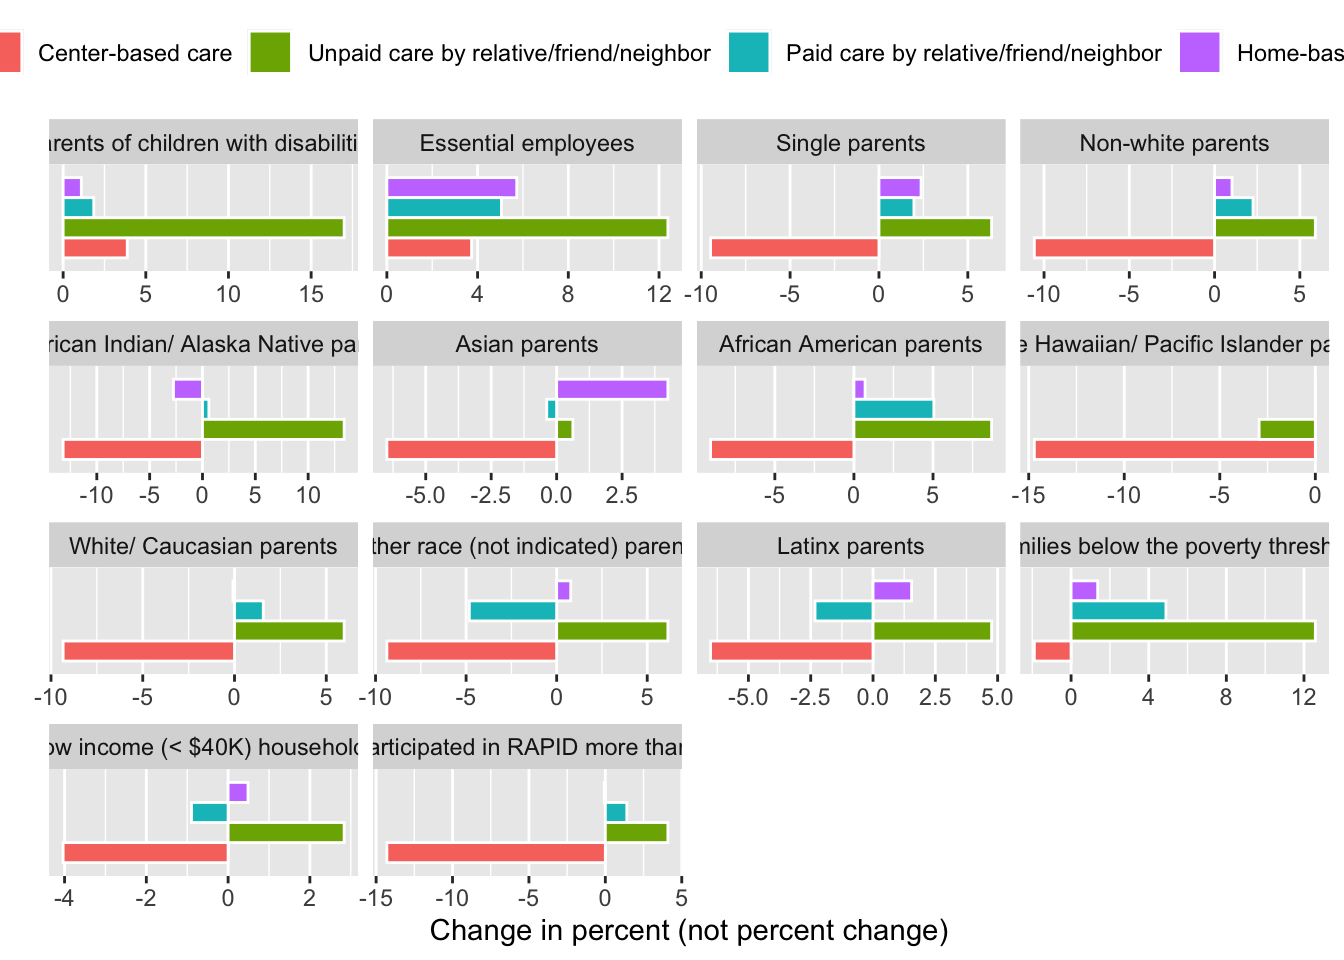 Center-based care Unpaid care by relative/friend/neighbor Paid care by relative/friend/neighbor Home-bas
arents of children with disabiliti Essential employees Single parents Non-white parents
0 5 10 15 0 4 8 12 -10 -5 0 5 -10 -5 0 5
rican Indian/ Alaska Native par Asian parents African American parents e Hawaiian/ Pacific Islander pa
-10 -5 0 5 10 -5.0 -2.5 0.0 2.5 -5 0 5 -15 -10 -5 0
White/ Caucasian parents ther race (not indicated) paren Latinx parents milies below the poverty thresh
-10 -5 0 5 -10 -5 0 5 -5.0 -2.5 0.0 2.5 5.0 0 4 8 12
ow income (< $40K) household articipated in RAPID more than
-4 -2 0 2 -15 -10 -5 0 5
Change in percent (not percent change)